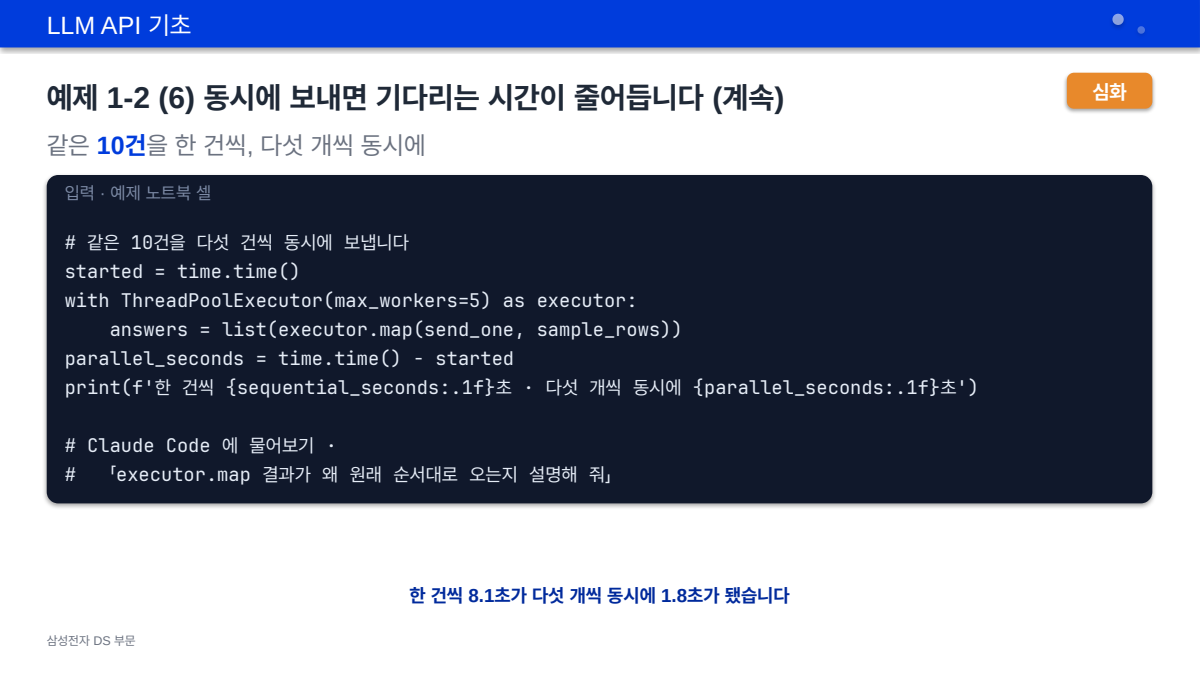 LLM API 기초
예제 1-2 (6) 동시에 보내면 기다리는 시간이 줄어듭니다 (계속)
심화
같은 10건을 한 건씩, 다섯 개씩 동시에
입력 · 예제 노트북 셀
# 같은 10건을 다섯 건씩 동시에 보냅니다
started = time.time()
with ThreadPoolExecutor(max_workers=5) as executor:
    answers = list(executor.map(send_one, sample_rows))
parallel_seconds = time.time() - started
print(f'한 건씩 {sequential_seconds:.1f}초 · 다섯 개씩 동시에 {parallel_seconds:.1f}초')
# Claude Code 에 물어보기 ·
#   「executor.map 결과가 왜 원래 순서대로 오는지 설명해 줘」
한 건씩 8.1초가 다섯 개씩 동시에 1.8초가 됐습니다
삼성전자 DS 부문